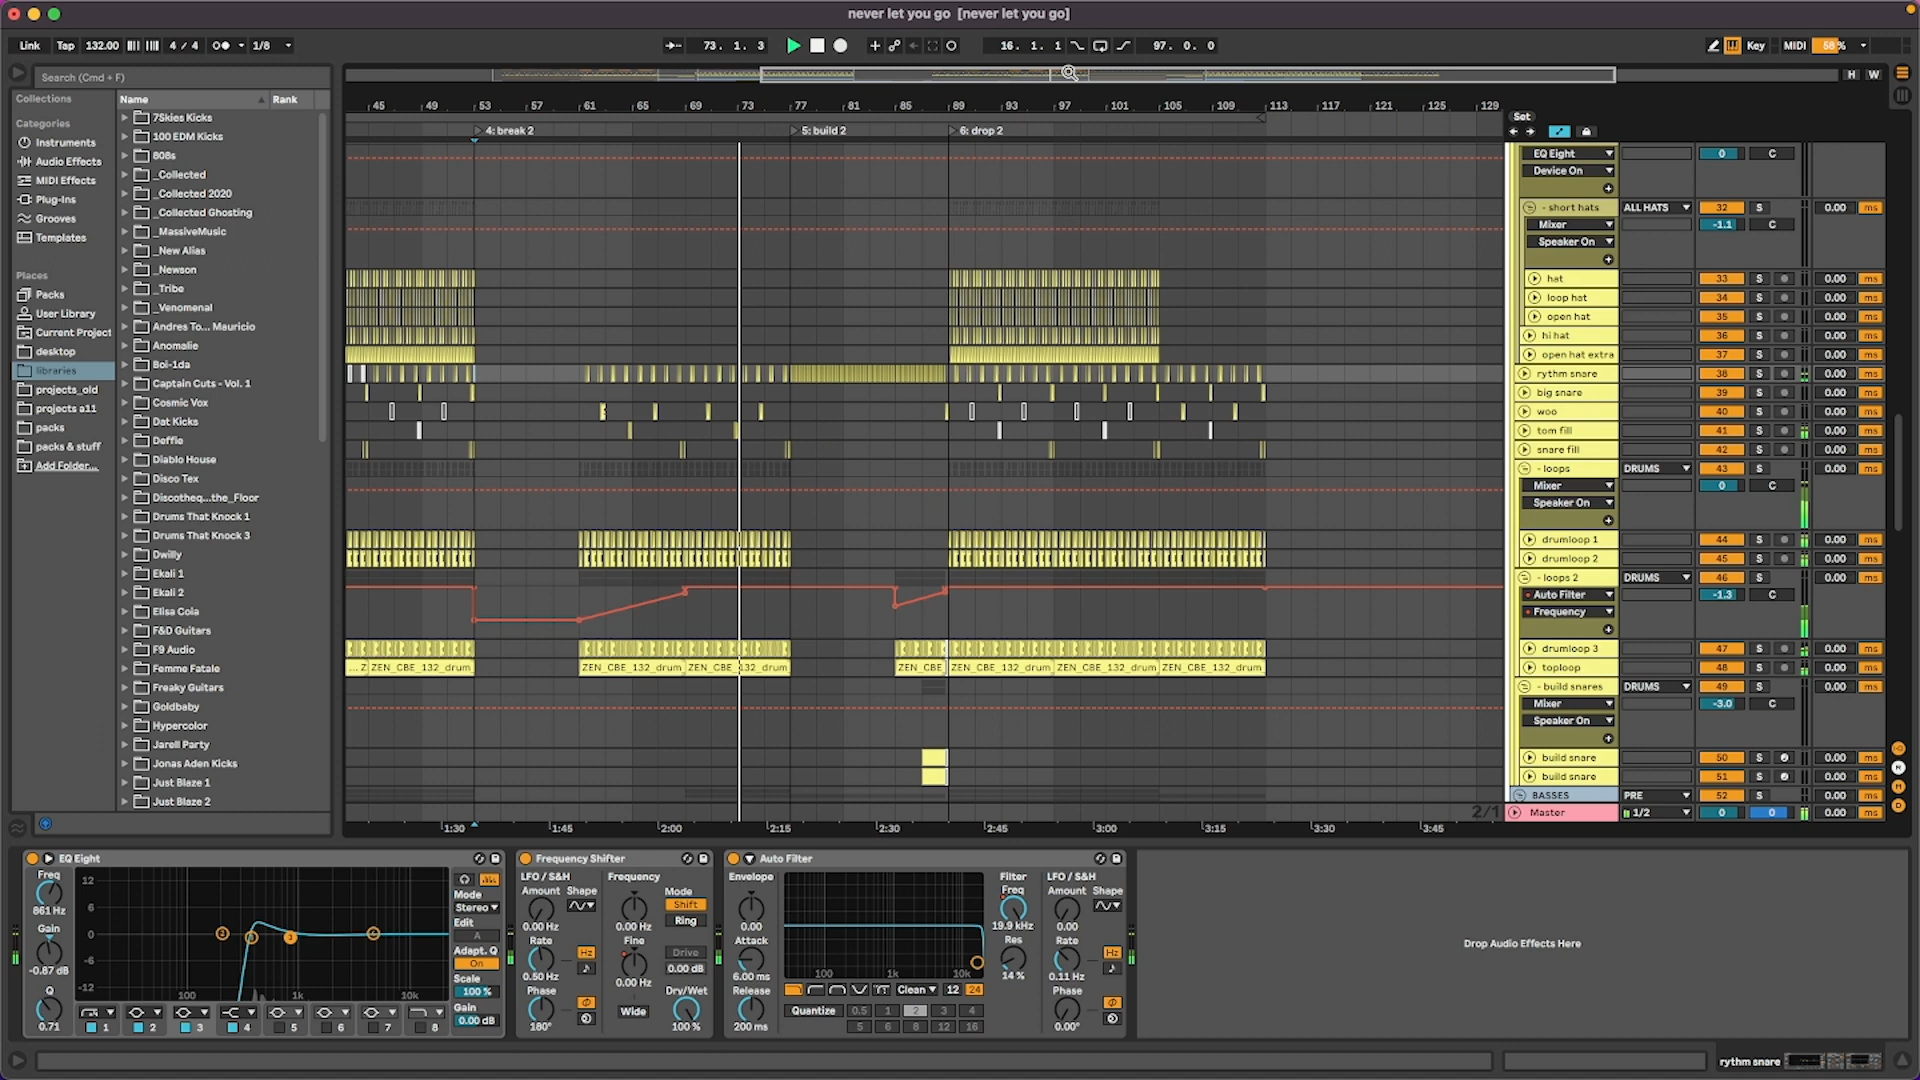 never let you go [never let you go]
Link Tap 132.00 4 / 4 1/8 73. 1. 3 16. 1. 1 97. 0. 0 Key MIDI 58 %
Search (Cmd + F)
H W
Collections
Categories
Instruments
Audio Effects
MIDI Effects
Plug-Ins
Grooves
Templates
Places
Packs
User Library
Current Project
desktop
libraries
projects_old
projects a11
packs
packs & stuff
Add Folder...
Name Rank
7Skies Kicks
100 EDM Kicks
808s
_Collected
_Collected 2020
_Collected Ghosting
_MassiveMusic
_New Alias
_Newson
_Tribe
_Venomenal
Andres To... Mauricio
Anomalie
Boi-1da
Captain Cuts - Vol. 1
Cosmic Vox
Dat Kicks
Deffie
Diablo House
Disco Tex
Discotheq...the_Floor
Drums That Knock 1
Drums That Knock 3
Dwilly
Ekali 1
Ekali 2
Elisa Cola
F&D Guitars
F9 Audio
Femme Fatale
Freaky Guitars
Goldbaby
Hypercolor
Jarell Party
Jonas Aden Kicks
Just Blaze 1
Just Blaze 2
45 49 53 57 61 65 69 73 77 81 85 89 93 97 101 105 109 113 117 121 125 129
4: break 2 5: build 2 6: drop 2
... Z ZEN_CBE_132_drum ZEN_CBE_132_drum ZEN_CBE_132_drum ZEN_CBE ZEN_CBE_132_drum ZEN_CBE_132_drum ZEN_CBE_132_drum
2/1
1:30 1:45 2:00 2:15 2:30 2:45 3:00 3:15 3:30 3:45
Set
EQ Eight 0 C
Device On
- short hats ALL HATS 32 S 0.00 ms
Mixer -1.1 C
Speaker On
hat 33 S 0.00 ms
loop hat 34 S 0.00 ms
open hat 35 S 0.00 ms
hi hat 36 S 0.00 ms
open hat extra 37 S 0.00 ms
rythm snare 38 S 0.00 ms
big snare 39 S 0.00 ms
woo 40 S 0.00 ms
tom fill 41 S 0.00 ms
snare fill 42 S 0.00 ms
- loops DRUMS 43 S 0.00 ms
Mixer 0 C
Speaker On
drumloop 1 44 S 0.00 ms
drumloop 2 45 S 0.00 ms
- loops 2 DRUMS 46 S 0.00 ms
Auto Filter -1.3 C
Frequency
drumloop 3 47 S 0.00 ms
toploop 48 S 0.00 ms
- build snares DRUMS 49 S 0.00 ms
Mixer -3.0 C
Speaker On
build snare 50 S 0.00 ms
build snare 51 S 0.00 ms
BASSES PRE 52 S 0.00 ms
Master 1/2 0 0 0.00 ms
EQ Eight
Freq
861 Hz
Gain
-0.87 dB
Q
0.71
12
6
0
-6
-12
100 1k 10k
1 2 3 4 5 6 7 8
Mode
Stereo
Edit
A
Adapt. Q
On
Scale
100 %
Gain
0.00 dB
Frequency Shifter
LFO / S&H Frequency
Amount Shape Mode
Shift
0.00 Hz 0.00 Hz Ring
Rate Fine Hz Drive
0.50 Hz 0.00 Hz 0.00 dB
Phase Dry/Wet
Wide
180° 100 %
Auto Filter
Envelope
0.00
Attack
6.00 ms
Release
200 ms
100 1k 10k
Clean 12 24
Quantize 0.5 1 2 3 4
5 6 8 12 16
Filter
Freq
19.9 kHz
Res
14 %
LFO / S&H
Amount Shape
0.00
Rate Hz
0.11 Hz
Phase
0.00°
Drop Audio Effects Here
rythm snare